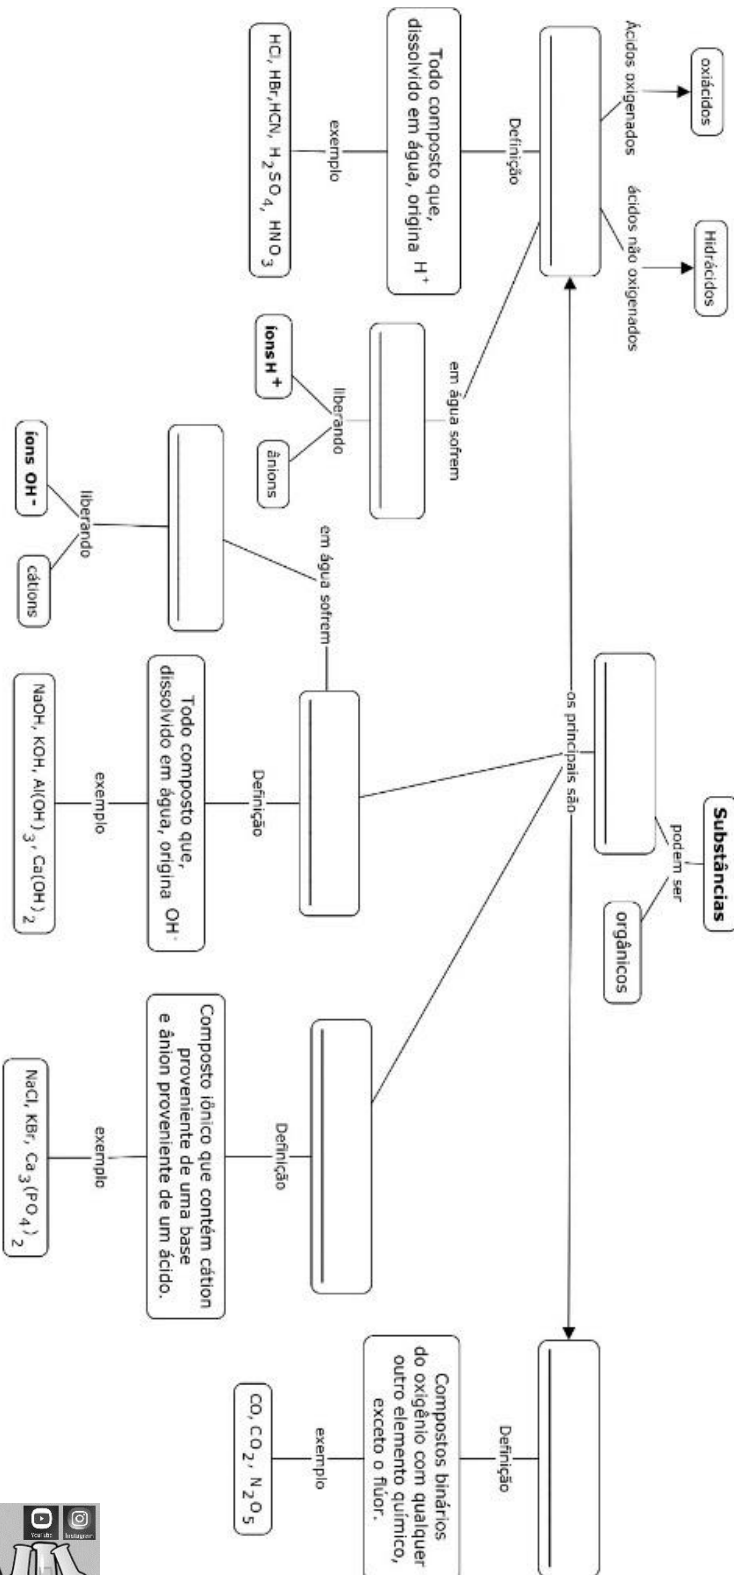 Substâncias
podem ser
orgânicos
os principais são
oxiácidos
Hidrácidos
Ácidos oxigenados
ácidos não oxigenados
Definição
Todo composto que,
dissolvido em água, origina H+
exemplo
HCl, HBr,HCN, H2SO4, HNO3
em água sofrem
liberando
íonsH+
ânions
em água sofrem
liberando
íons OH-
cátions
Definição
Todo composto que,
dissolvido em água, origina OH-
exemplo
NaOH, KOH, Al(OH)3, Ca(OH)2
Definição
Composto iônico que contém cátion
proveniente de uma base
e ânion proveniente de um ácido.
exemplo
NaCl, KBr, Ca3(PO4)2
Definição
Compostos binários
do oxigênio com qualquer
outro elemento químico,
exceto o flúor.
exemplo
CO, CO2, N2O5
YouTube
Instagram